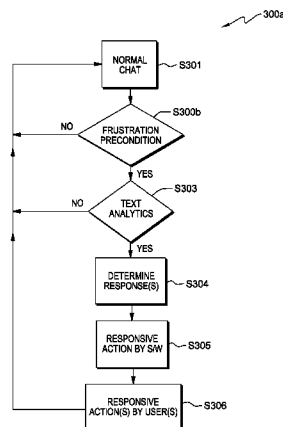 300a
NORMAL
CHAT
S301
S300b
NO
FRUSTRATION
PRECONDITION
YES
S303
NO
TEXT
ANALYTICS
YES
DETERMINE
RESPONSE(S)
S304
RESPONSIVE
ACTION BY S/W
S305
RESPONSIVE
ACTION(S) BY USER(S)
S306